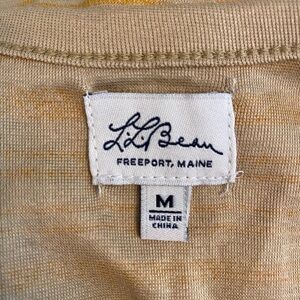 L.L.Bean
FREEPORT, MAINE
M
MADE IN
CHINA